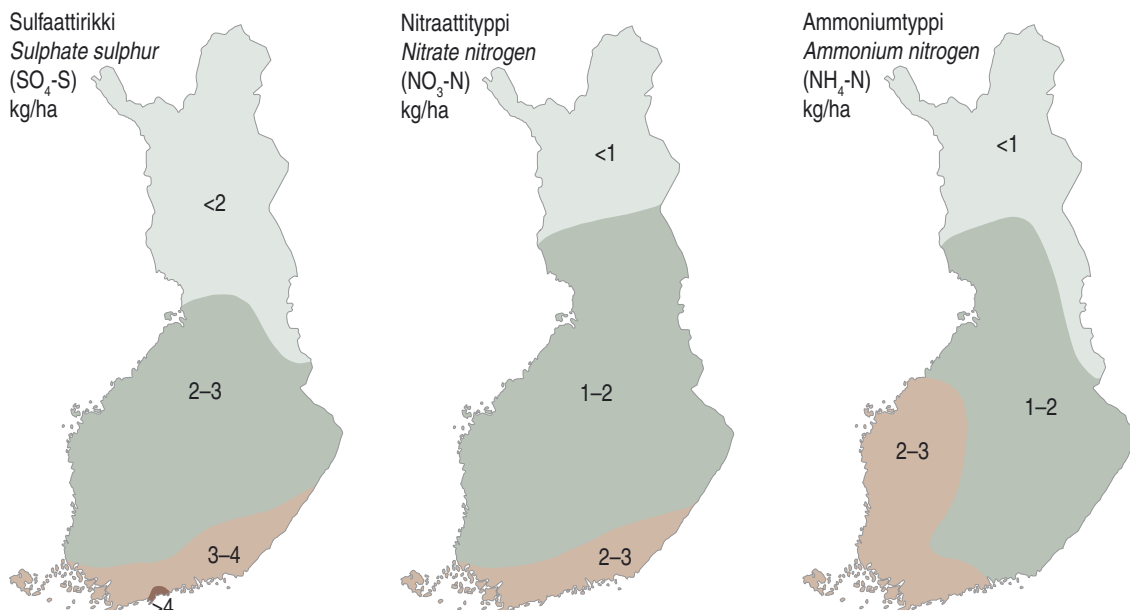 Sulfaattirikki
Sulphate sulphur
(SO₄-S)
kg/ha
<2
2–3
3–4
>4
Nitraattityppi
Nitrate nitrogen
(NO₃-N)
kg/ha
<1
1–2
2–3
Ammoniumtyppi
Ammonium nitrogen
(NH₄-N)
kg/ha
<1
1–2
2–3